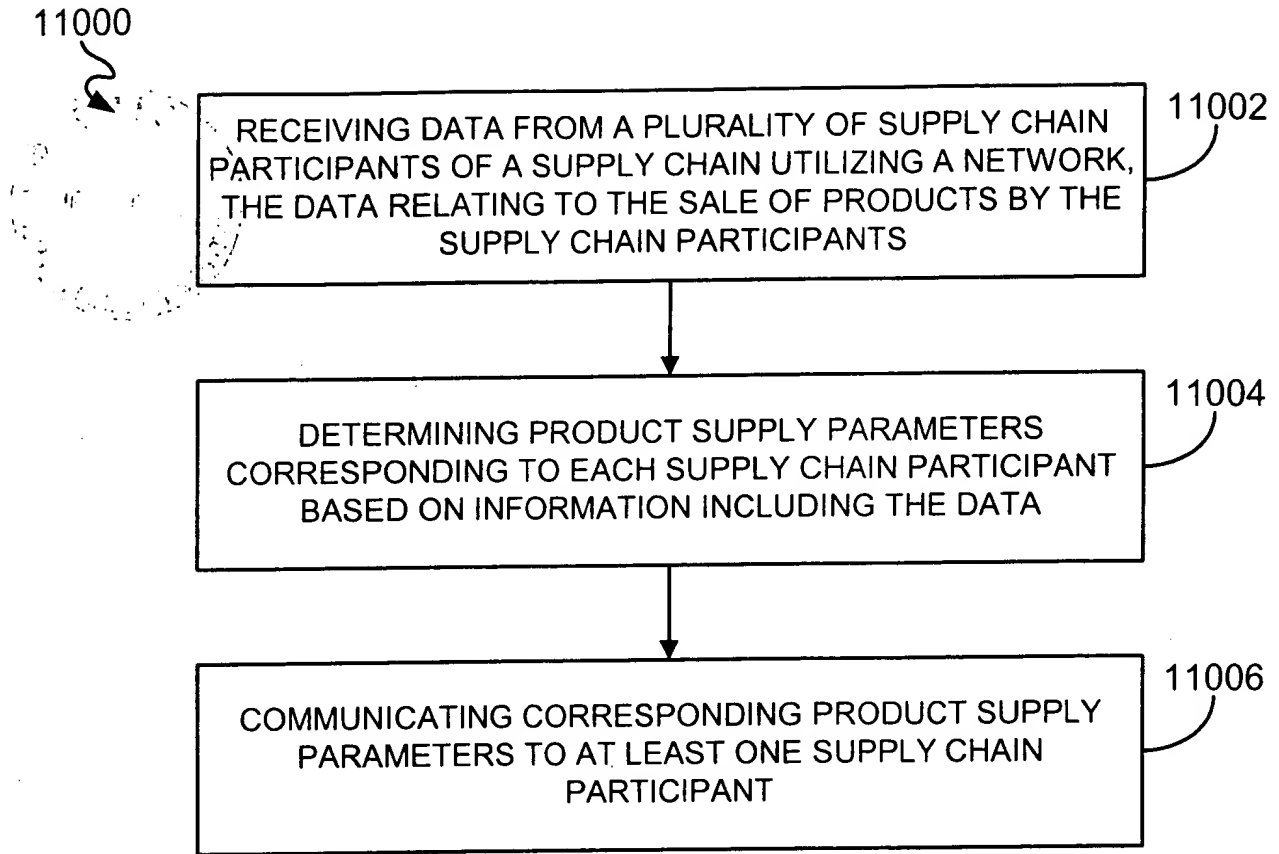 11000
11002
RECEIVING DATA FROM A PLURALITY OF SUPPLY CHAIN
PARTICIPANTS OF A SUPPLY CHAIN UTILIZING A NETWORK,
THE DATA RELATING TO THE SALE OF PRODUCTS BY THE
SUPPLY CHAIN PARTICIPANTS
11004
DETERMINING PRODUCT SUPPLY PARAMETERS
CORRESPONDING TO EACH SUPPLY CHAIN PARTICIPANT
BASED ON INFORMATION INCLUDING THE DATA
11006
COMMUNICATING CORRESPONDING PRODUCT SUPPLY
PARAMETERS TO AT LEAST ONE SUPPLY CHAIN
PARTICIPANT